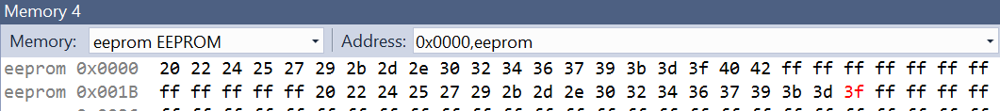 Memory 4
Memory: eeprom EEPROM Address: 0x0000,eeprom
eeprom 0x0000 20 22 24 25 27 29 2b 2d 2e 30 32 34 36 37 39 3b 3d 3f 40 42 ff ff ff ff ff ff ff
eeprom 0x001B ff ff ff ff ff 20 22 24 25 27 29 2b 2d 2e 30 32 34 36 37 39 3b 3d 3f ff ff ff ff